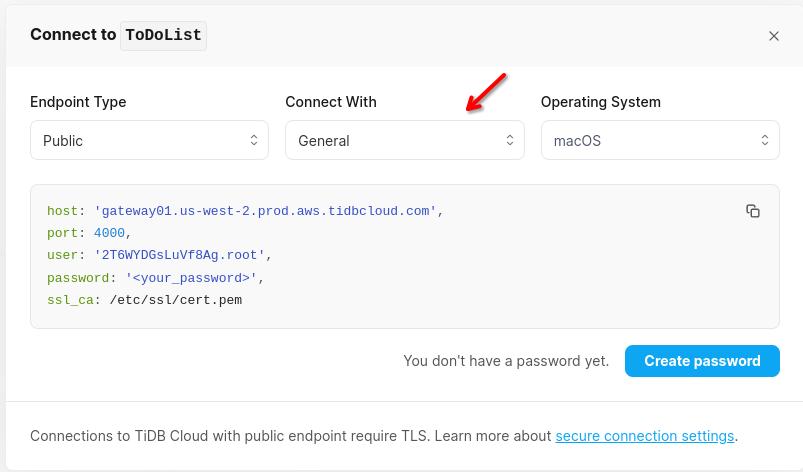 Connect to ToDoList
Endpoint Type
Connect With
Operating System
Public
General
macOS
host: 'gateway01.us-west-2.prod.aws.tidbcloud.com',
port: 4000,
user: '2T6WYDGsLuVf8Ag.root',
password: '<your_password>',
ssl_ca: /etc/ssl/cert.pem
You don't have a password yet.
Create password
Connections to TiDB Cloud with public endpoint require TLS. Learn more about secure connection settings.